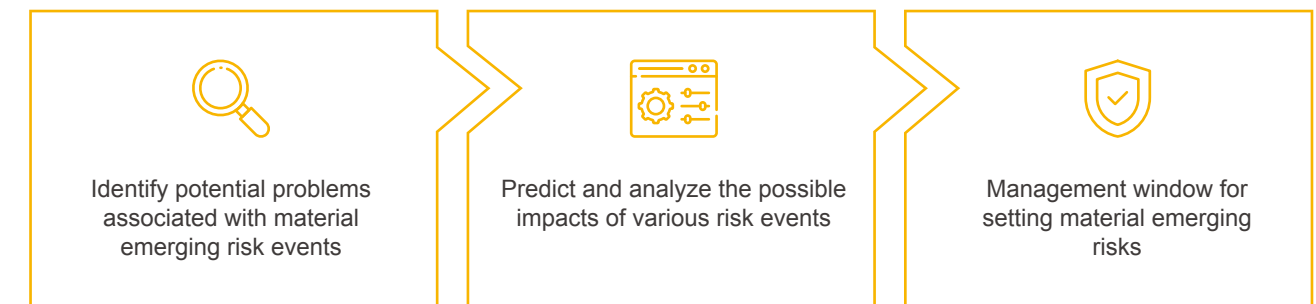 Identify potential problems
associated with material
emerging risk events
Predict and analyze the possible
impacts of various risk events
Management window for
setting material emerging
risks